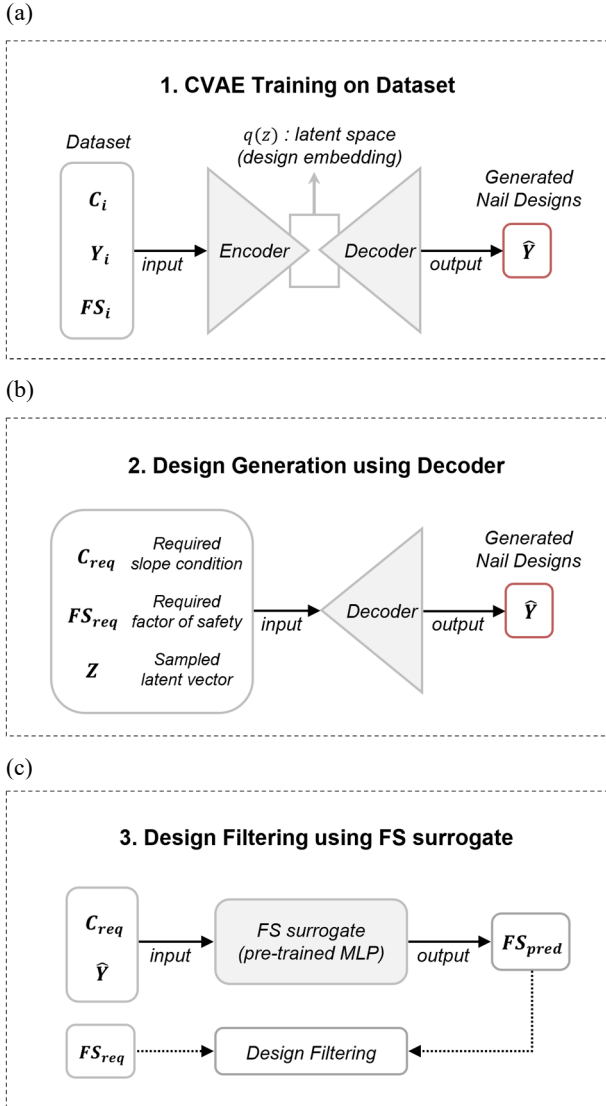 (a)
1. CVAE Training on Dataset
Dataset
C_i
Y_i
FS_i
input
q(z) : latent space
(design embedding)
Encoder
Decoder
output
Generated
Nail Designs
Ŷ
(b)
2. Design Generation using Decoder
C_req Required
slope condition
FS_req Required
factor of safety
Z Sampled
latent vector
input
Decoder
output
Generated
Nail Designs
Ŷ
(c)
3. Design Filtering using FS surrogate
C_req
Ŷ
input
FS surrogate
(pre-trained MLP)
output
FS_pred
FS_req
Design Filtering